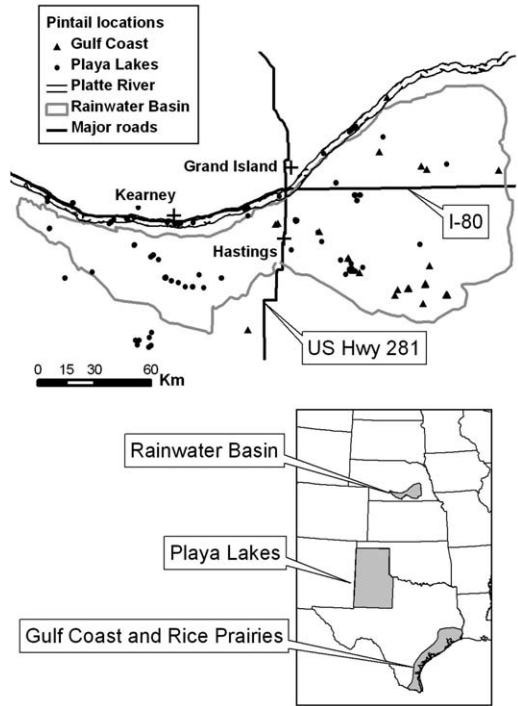 Pintail locations
Gulf Coast
Playa Lakes
Platte River
Rainwater Basin
Major roads
Grand Island
Kearney
I-80
Hastings
US Hwy 281
0 15 30 60
Km
Rainwater Basin
Playa Lakes
Gulf Coast and Rice Prairies